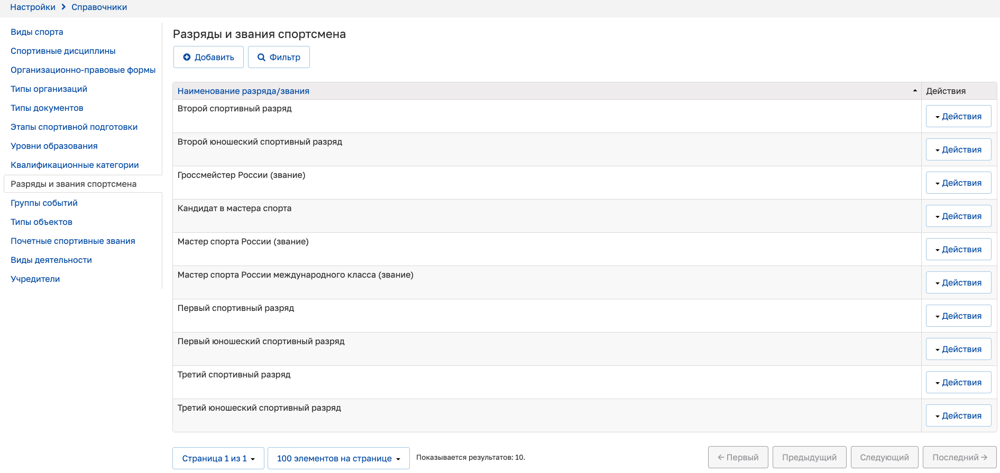 Настройки > Справочники
Виды спорта
Спортивные дисциплины
Организационно-правовые формы
Типы организаций
Типы документов
Этапы спортивной подготовки
Уровни образования
Квалификационные категории
Разряды и звания спортсмена
Группы событий
Типы объектов
Почетные спортивные звания
Виды деятельности
Учредители
Разряды и звания спортсмена
Добавить Фильтр
Наименование разряда/звания Действия
Второй спортивный разряд Действия
Второй юношеский спортивный разряд Действия
Гроссмейстер России (звание) Действия
Кандидат в мастера спорта Действия
Мастер спорта России (звание) Действия
Мастер спорта России международного класса (звание) Действия
Первый спортивный разряд Действия
Первый юношеский спортивный разряд Действия
Третий спортивный разряд Действия
Третий юношеский спортивный разряд Действия
Страница 1 из 1 100 элементов на странице Показывается результатов: 10. ← Первый Предыдущий Следующий Последний →